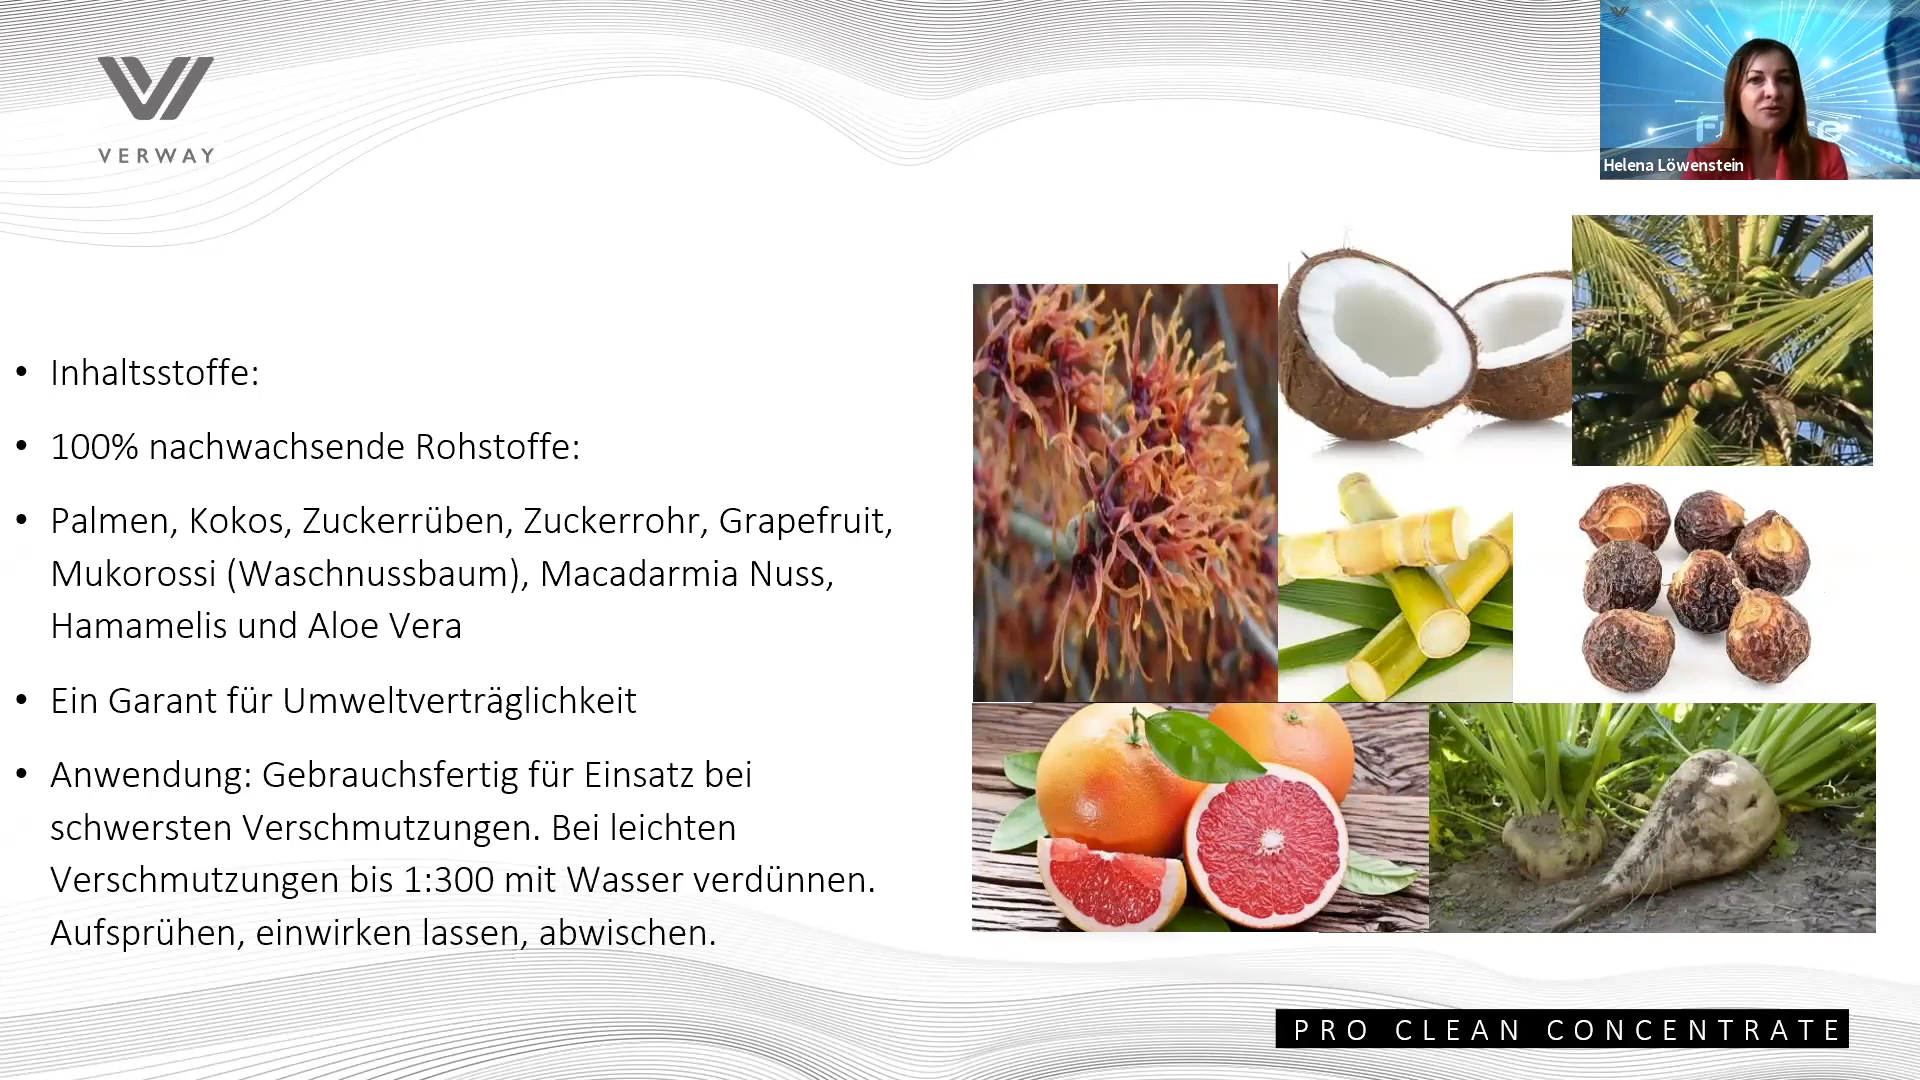 VERWAY
Helena Löwenstein
• Inhaltsstoffe:
• 100% nachwachsende Rohstoffe:
• Palmen, Kokos, Zuckerrüben, Zuckerrohr, Grapefruit,
Mukorossi (Waschnussbaum), Macadarmia Nuss,
Hamamelis und Aloe Vera
• Ein Garant für Umweltverträglichkeit
• Anwendung: Gebrauchsfertig für Einsatz bei
schwersten Verschmutzungen. Bei leichten
Verschmutzungen bis 1:300 mit Wasser verdünnen.
Aufsprühen, einwirken lassen, abwischen.
PRO CLEAN CONCENTRATE